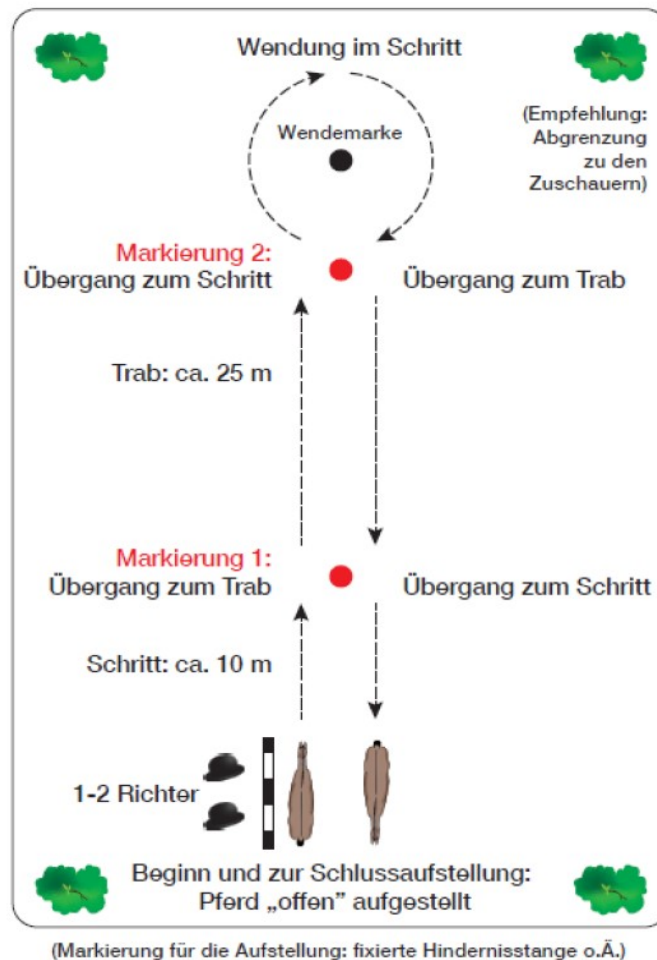 Wendung im Schritt
Wendemarke
(Empfehlung:
Abgrenzung
zu den
Zuschauern)
Markierung 2:
Übergang zum Schritt
Übergang zum Trab
Trab: ca. 25 m
Markierung 1:
Übergang zum Trab
Übergang zum Schritt
Schritt: ca. 10 m
1-2 Richter
Beginn und zur Schlussaufstellung:
Pferd „offen” aufgestellt
(Markierung für die Aufstellung: fixierte Hindernisstange o.Ä.)